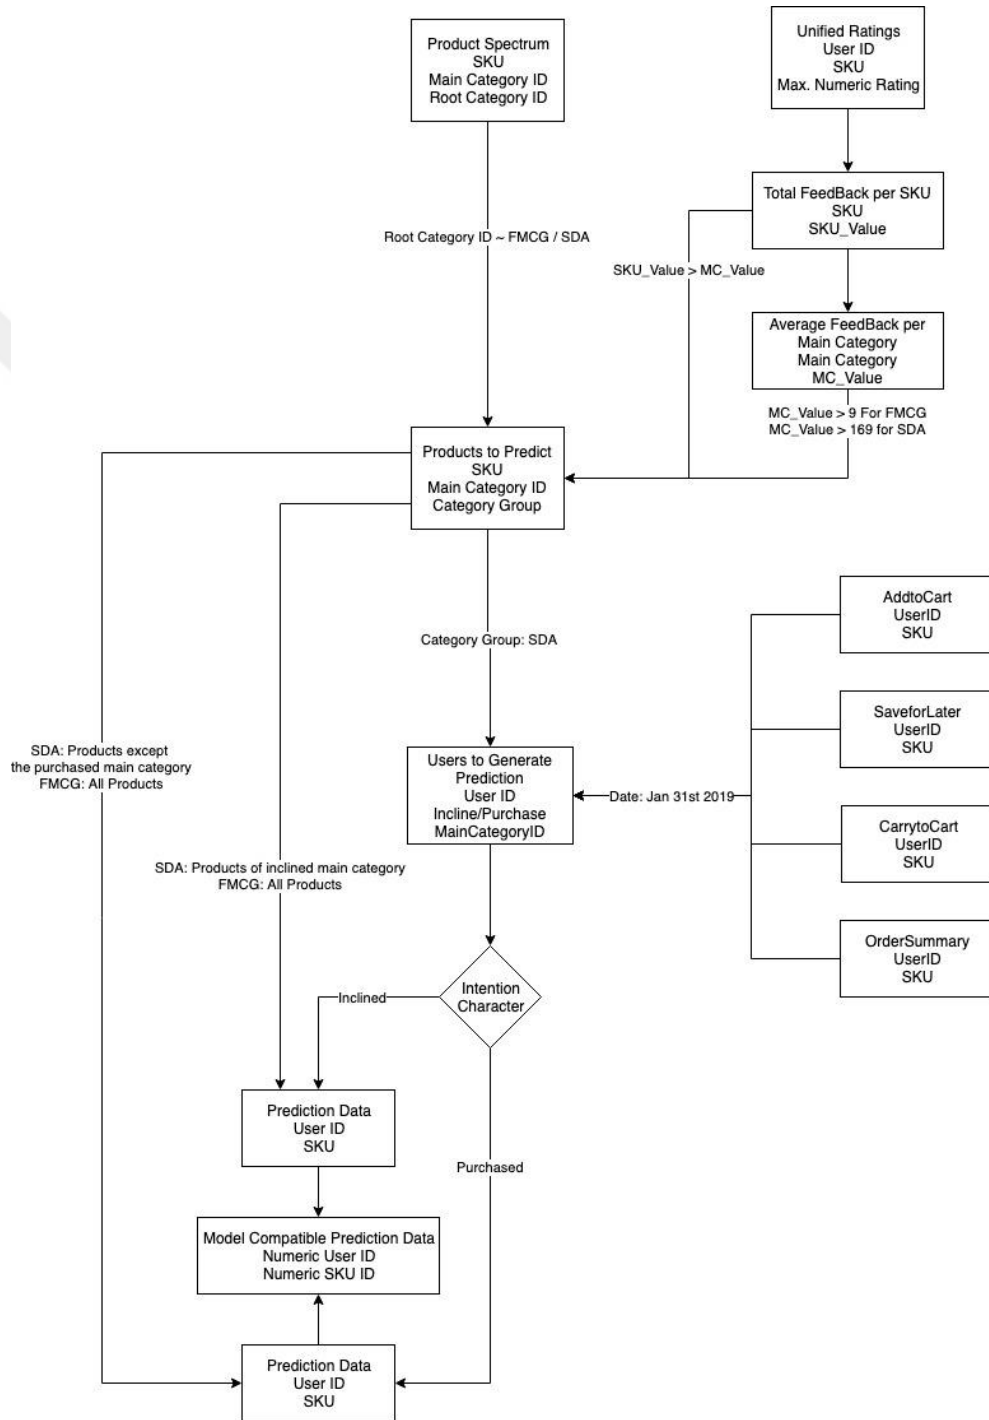 Product Spectrum
SKU
Main Category ID
Root Category ID
Unified Ratings
User ID
SKU
Max. Numeric Rating
Total FeedBack per SKU
SKU
SKU_Value
Root Category ID ~ FMCG / SDA
SKU_Value > MC_Value
Average FeedBack per
Main Category
Main Category
MC_Value
MC_Value > 9 For FMCG
MC_Value > 169 for SDA
Products to Predict
SKU
Main Category ID
Category Group
Category Group: SDA
AddtoCart
UserID
SKU
SaveforLater
UserID
SKU
CarrytoCart
UserID
SKU
OrderSummary
UserID
SKU
Date: Jan 31st 2019
Users to Generate
Prediction
User ID
Incline/Purchase
MainCategoryID
SDA: Products except
the purchased main category
FMCG: All Products
SDA: Products of inclined main category
FMCG: All Products
Intention
Character
Inclined
Purchased
Prediction Data
User ID
SKU
Model Compatible Prediction Data
Numeric User ID
Numeric SKU ID
Prediction Data
User ID
SKU